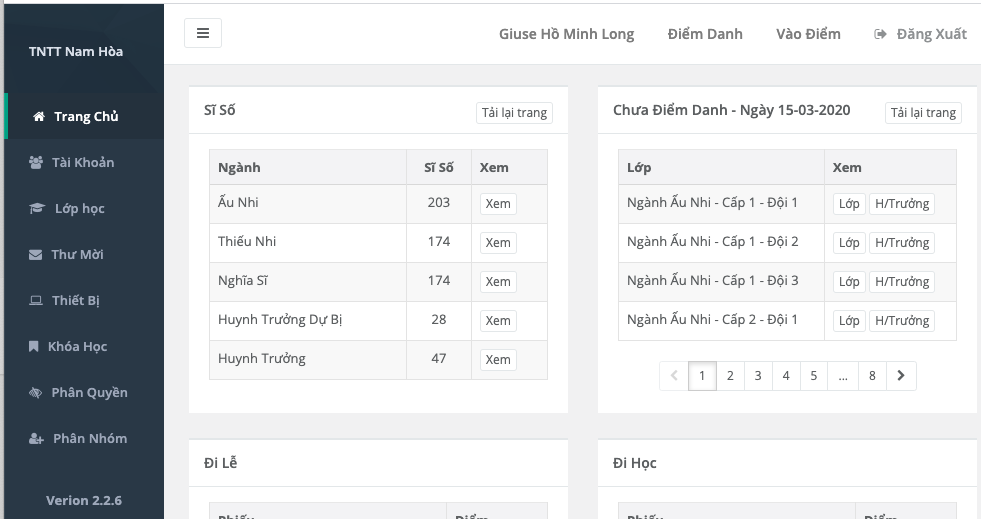 TNTT Nam Hòa
Giuse Hồ Minh Long Điểm Danh Vào Điểm Đăng Xuất
Trang Chủ
Tài Khoản
Lớp học
Thư Mời
Thiết Bị
Khóa Học
Phân Quyền
Phân Nhóm
Verion 2.2.6
Sĩ Số Tải lại trang
Ngành Sĩ Số Xem
Ấu Nhi 203 Xem
Thiếu Nhi 174 Xem
Nghĩa Sĩ 174 Xem
Huynh Trưởng Dự Bị 28 Xem
Huynh Trưởng 47 Xem
Chưa Điểm Danh - Ngày 15-03-2020 Tải lại trang
Lớp Xem
Ngành Ấu Nhi - Cấp 1 - Đội 1 Lớp H/Trưởng
Ngành Ấu Nhi - Cấp 1 - Đội 2 Lớp H/Trưởng
Ngành Ấu Nhi - Cấp 1 - Đội 3 Lớp H/Trưởng
Ngành Ấu Nhi - Cấp 2 - Đội 1 Lớp H/Trưởng
1 2 3 4 5 ... 8
Đi Lễ
Phiếu Điểm
Đi Học
Phiếu Điểm